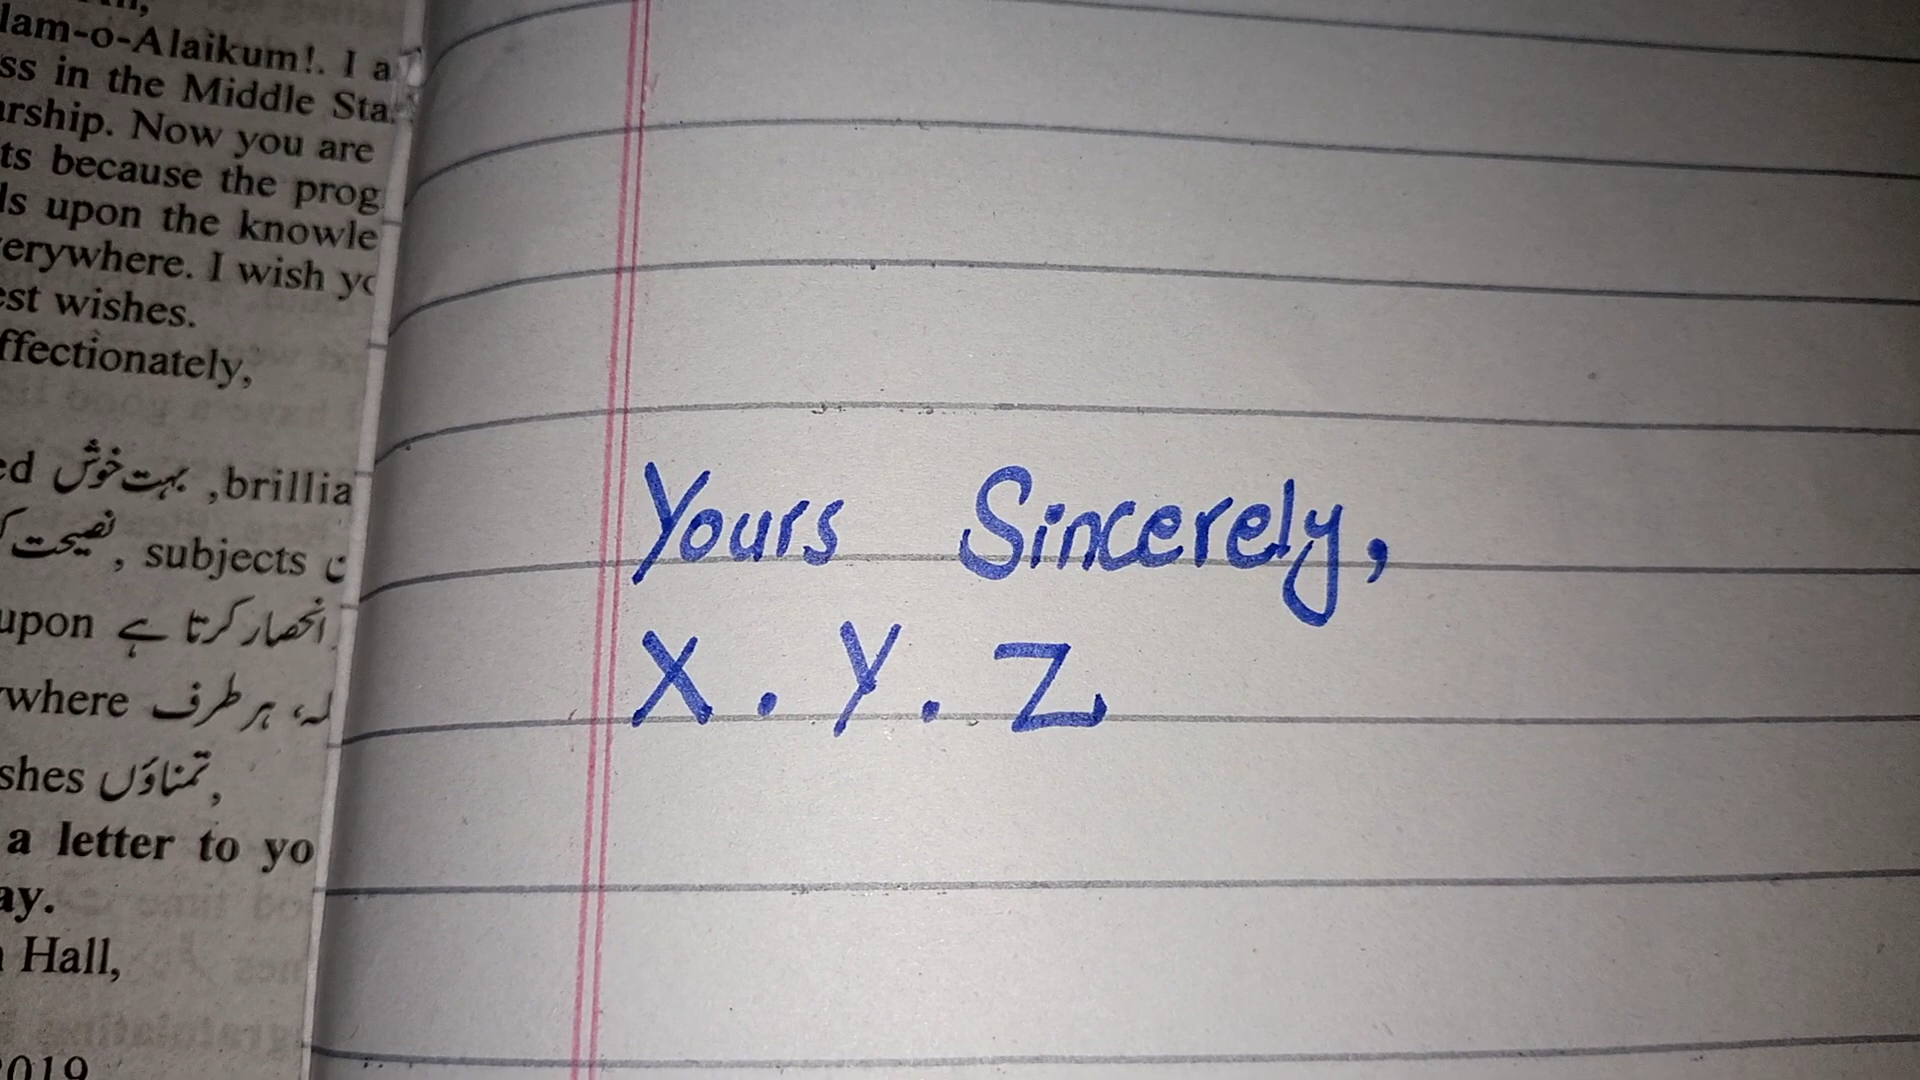 lam-o-Alaikum!. I a
ss in the Middle Sta
rship. Now you are
ts because the prog
ls upon the knowle
erywhere. I wish yo
est wishes.
ffectionately,
ed بہت خوش ,brillia
نصیحت , subjects
upon انحصار کرتا ہے
where ہر طرف
shes تمناؤں,
a letter to yo
ay.
Hall,
2019
Yours Sincerely,
X . Y . Z